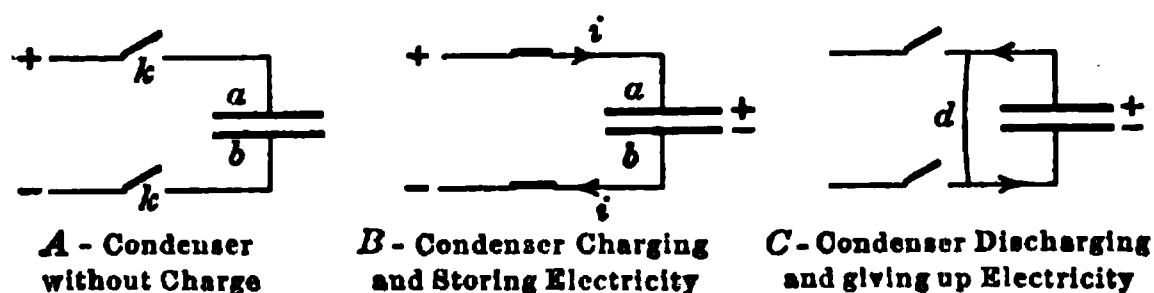 + k a b − k
A - Condenser
without Charge
+ i a + − b − i
B - Condenser Charging
and Storing Electricity
d + −
C - Condenser Discharging
and giving up Electricity